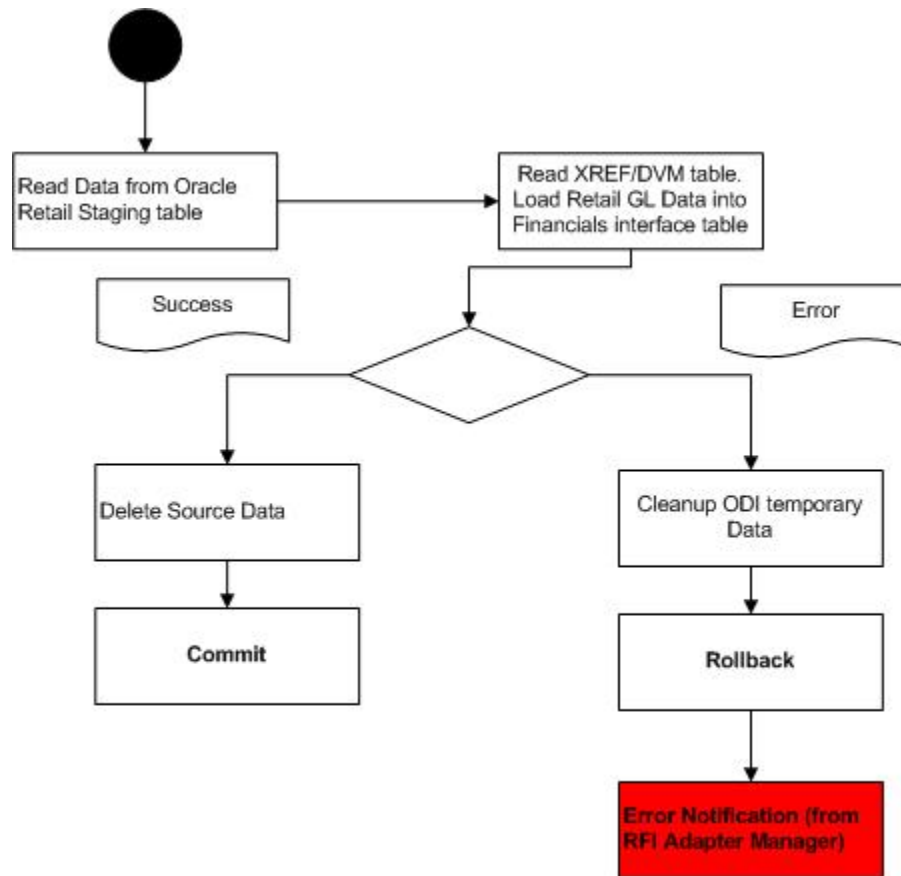 Read Data from Oracle
Retail Staging table
Read XREF/DVM table.
Load Retail GL Data into
Financials interface table
Success
Error
Delete Source Data
Cleanup ODI temporary
Data
Commit
Rollback
Error Notification (from
RFI Adapter Manager)